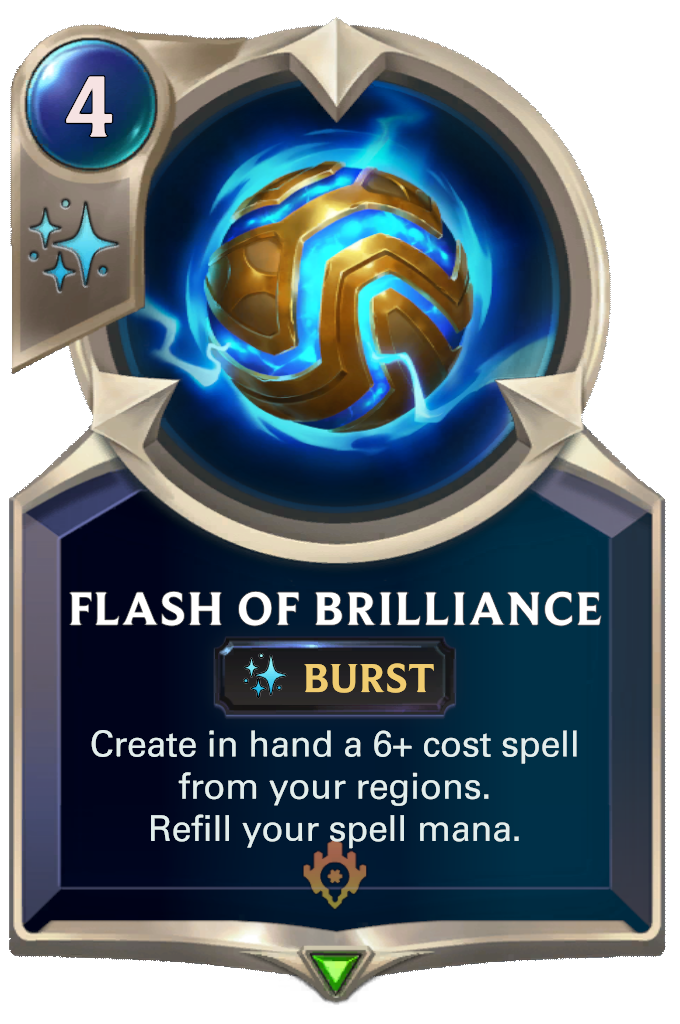 4
FLASH OF BRILLIANCE
BURST
Create in hand a 6+ cost spell
from your regions.
Refill your spell mana.